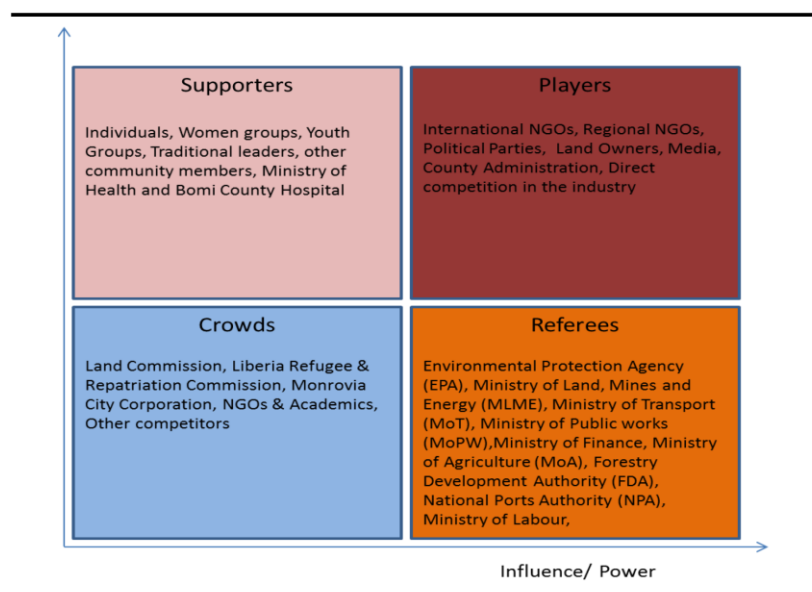 Supporters
Individuals, Women groups, Youth
Groups, Traditional leaders, other
community members, Ministry of
Health and Bomi County Hospital
Players
International NGOs, Regional NGOs,
Political Parties,  Land Owners, Media,
County Administration, Direct
competition in the industry
Crowds
Land Commission, Liberia Refugee &
Repatriation Commission, Monrovia
City Corporation, NGOs & Academics,
Other competitors
Referees
Environmental Protection Agency
(EPA), Ministry of Land, Mines and
Energy (MLME), Ministry of Transport
(MoT), Ministry of Public works
(MoPW),Ministry of Finance, Ministry
of Agriculture (MoA), Forestry
Development Authority (FDA),
National Ports Authority (NPA),
Ministry of Labour,
Influence/ Power